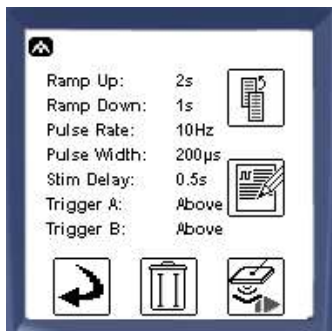 Ramp Up: 2s
Ramp Down: 1s
Pulse Rate: 10Hz
Pulse Width: 200µs
Stim Delay: 0.5s
Trigger A: Above
Trigger B: Above